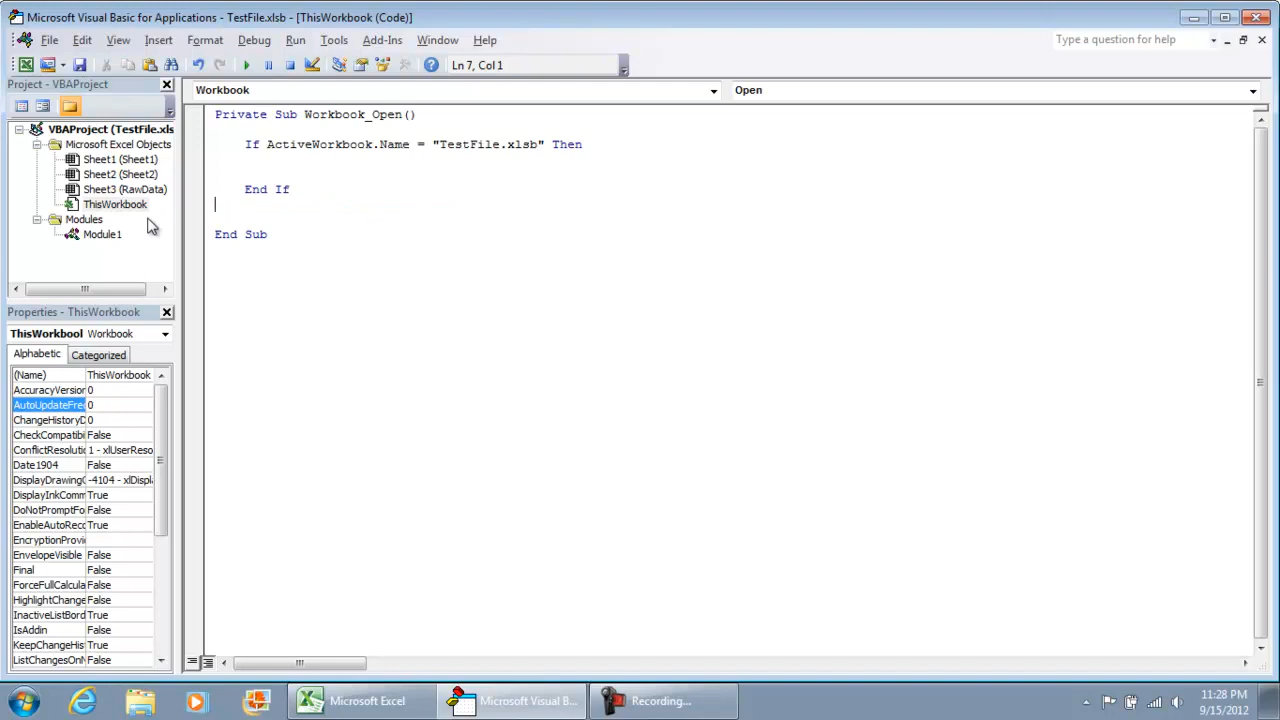 Microsoft Visual Basic for Applications - TestFile.xlsb - [ThisWorkbook (Code)]
File Edit View Insert Format Debug Run Tools Add-Ins Window Help
Type a question for help
Ln 7, Col 1
Project - VBAProject
Workbook
Open
VBAProject (TestFile.xls
Microsoft Excel Objects
Sheet1 (Sheet1)
Sheet2 (Sheet2)
Sheet3 (RawData)
ThisWorkbook
Modules
Module1
Private Sub Workbook_Open()
If ActiveWorkbook.Name = "TestFile.xlsb" Then
End If
End Sub
Properties - ThisWorkbook
ThisWorkbool Workbook
Alphabetic Categorized
(Name) ThisWorkbook
AccuracyVersion 0
AutoUpdateFre 0
ChangeHistoryD 0
CheckCompatibi False
ConflictResoluti 1 - xlUserReso
Date1904 False
DisplayDrawingO -4104 - xlDispl
DisplayInkComm True
DoNotPromptFo False
EnableAutoReco True
EncryptionProvi
EnvelopeVisible False
Final False
ForceFullCalcula False
HighlightChange False
InactiveListBord True
IsAddin False
KeepChangeHis True
ListChangesOnN False
Microsoft Excel
Microsoft Visual B...
Recording...
11:28 PM
9/15/2012